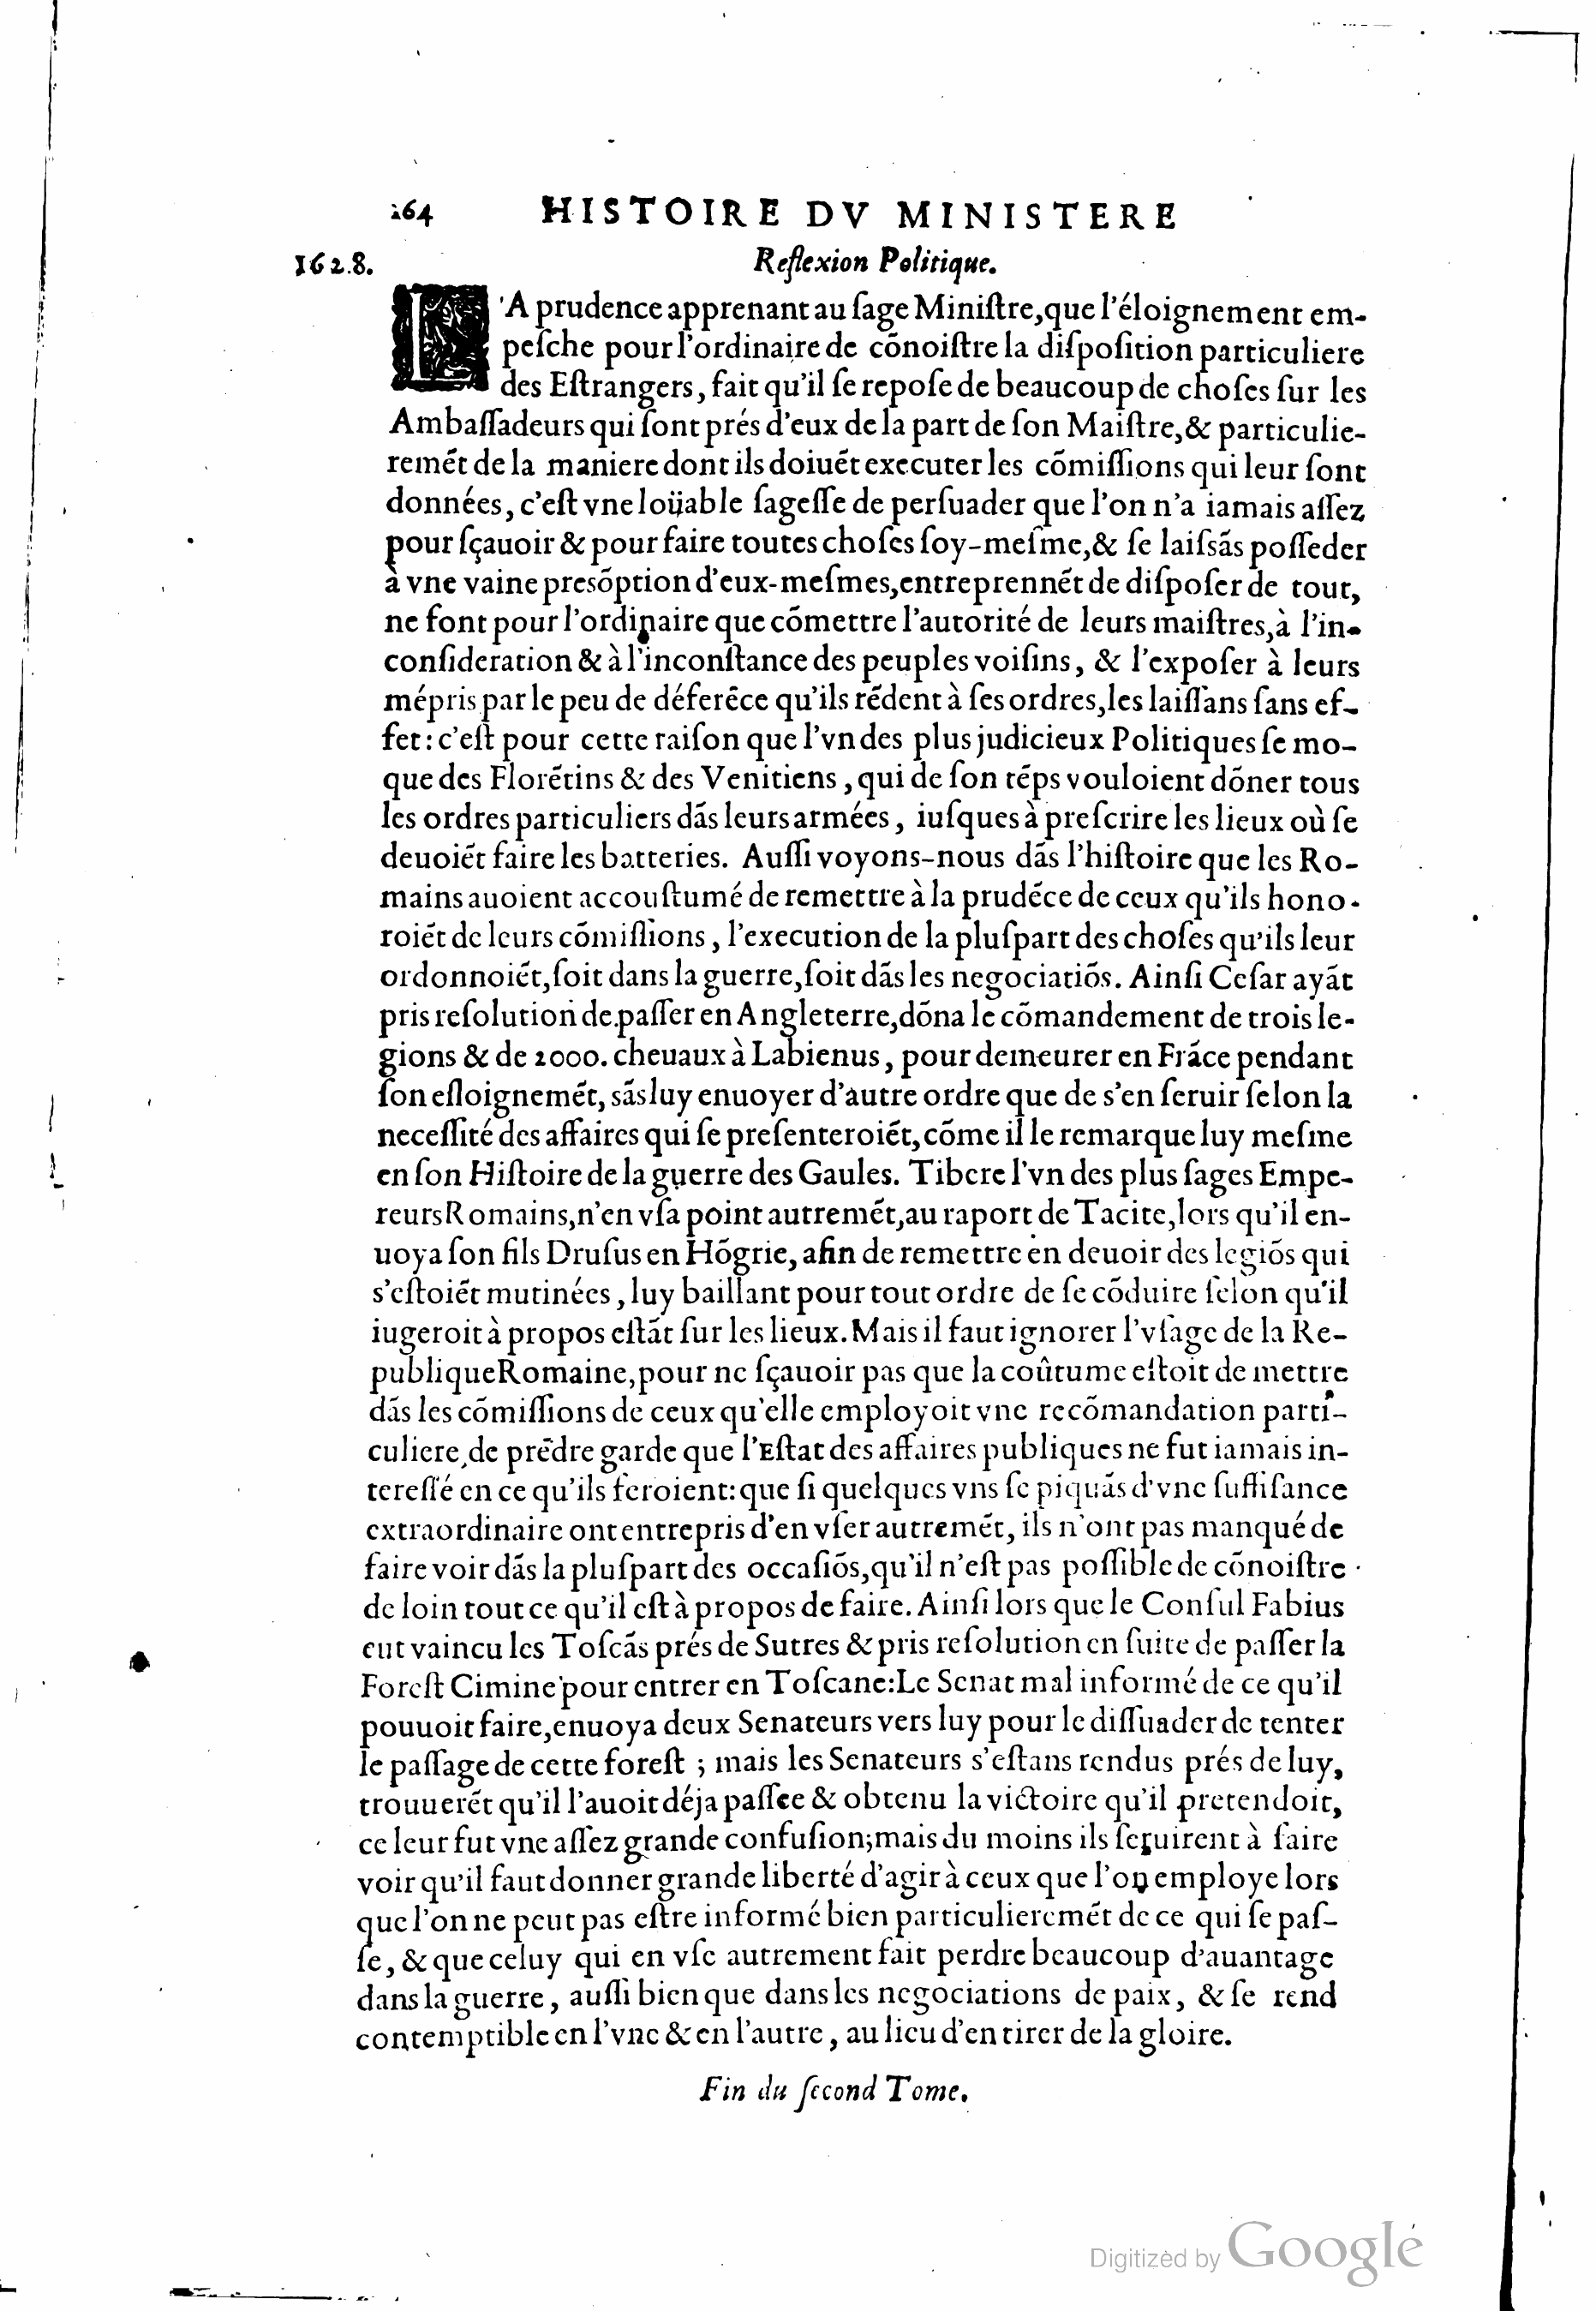 264 HISTOIRE DV MINISTERE
1628. Reflexion Politique.
L'A prudence apprenant au ſage Miniſtre,que l'éloignement em-
peſche pour l'ordinaire de cõnoiſtre la diſpoſition particuliere
des Eſtrangers, fait qu'il ſe repoſe de beaucoup de choſes ſur les
Ambaſſadeurs qui ſont prés d'eux de la part de ſon Maiſtre,& particulie-
remẽt de la maniere dont ils doiuẽt executer les cõmiſſions qui leur ſont
données, c'eſt vne loüable ſageſſe de perſuader que l'on n'a iamais aſſez
pour ſçauoir & pour faire toutes choſes ſoy-meſme,& ſe laiſsãs poſſeder
à vne vaine presõption d'eux-meſmes,entreprennẽt de diſpoſer de tout,
ne font pour l'ordinaire que cõmettre l'autorité de leurs maiſtres,à l'in-
conſideration & à l'inconſtance des peuples voiſins, & l'expoſer à leurs
mépris par le peu de déferẽce qu'ils rẽdent à ſes ordres,les laiſſans ſans ef-
fet : c'eſt pour cette raiſon que l'vn des plus judicieux Politiques ſe mo-
que des Florẽtins & des Venitiens , qui de ſon tẽps vouloient dõner tous
les ordres particuliers dãs leurs armées , iuſques à preſcrire les lieux où ſe
deuoiẽt faire les batteries. Auſſi voyons-nous dãs l'hiſtoire que les Ro-
mains auoient accouſtumé de remettre à la prudẽce de ceux qu'ils hono-
roiẽt de leurs cõmiſſions , l'execution de la pluſpart des choſes qu'ils leur
ordonnoiẽt,ſoit dans la guerre,ſoit dãs les negociatiõs. Ainſi Ceſar ayãt
pris reſolution de paſſer en Angleterre,dõna le cõmandement de trois le-
gions & de 2000. cheuaux à Labienus , pour demeurer en Frãce pendant
ſon eſloignemẽt, sãs luy enuoyer d'autre ordre que de s'en ſeruir ſelon la
neceſſité des affaires qui ſe preſenteroiẽt,cõme il le remarque luy meſme
en ſon Hiſtoire de la guerre des Gaules. Tibere l'vn des plus ſages Empe-
reurs Romains,n'en vſa point autremẽt,au raport de Tacite,lors qu'il en-
uoya ſon fils Druſus en Hõgrie, afin de remettre en deuoir des legiõs qui
s'eſtoiẽt mutinées , luy baillant pour tout ordre de ſe cõduire ſelon qu'il
iugeroit à propos eſtãt ſur les lieux. Mais il faut ignorer l'vſage de la Re-
publique Romaine,pour ne ſçauoir pas que la coûtume eſtoit de mettre
dãs les cõmiſſions de ceux qu'elle employoit vne recõmandation parti-
culiere,de prẽdre garde que l'Eſtat des affaires publiques ne fut iamais in-
tereſſé en ce qu'ils feroient: que ſi quelques vns ſe piquãs d'vne ſuffiſance
extraordinaire ont entrepris d'en vſer autremẽt, ils n'ont pas manqué de
faire voir dãs la pluſpart des occaſiõs,qu'il n'eſt pas poſſible de cõnoiſtre
de loin tout ce qu'il eſt à propos de faire. Ainſi lors que le Conſul Fabius
eut vaincu les Toſcãs prés de Sutres & pris reſolution en ſuite de paſſer la
Foreſt Cimine pour entrer en Toſcane: Le Senat mal informé de ce qu'il
pouuoit faire,enuoya deux Senateurs vers luy pour le diſſuader de tenter
le paſſage de cette foreſt ; mais les Senateurs s'eſtans rendus prés de luy,
trouuerẽt qu'il l'auoit déja paſſée & obtenu la victoire qu'il pretendoit,
ce leur fut vne aſſez grande confuſion;mais du moins ils ſeruirent à faire
voir qu'il faut donner grande liberté d'agir à ceux que l'on employe lors
que l'on ne peut pas eſtre informé bien particulieremẽt de ce qui ſe paſ-
ſe, & que celuy qui en vſe autrement fait perdre beaucoup d'auantage
dans la guerre, auſſi bien que dans les negociations de paix, & ſe rend
contemptible en l'vne & en l'autre , au lieu d'en tirer de la gloire.
Fin du ſecond Tome.
Digitized by Google